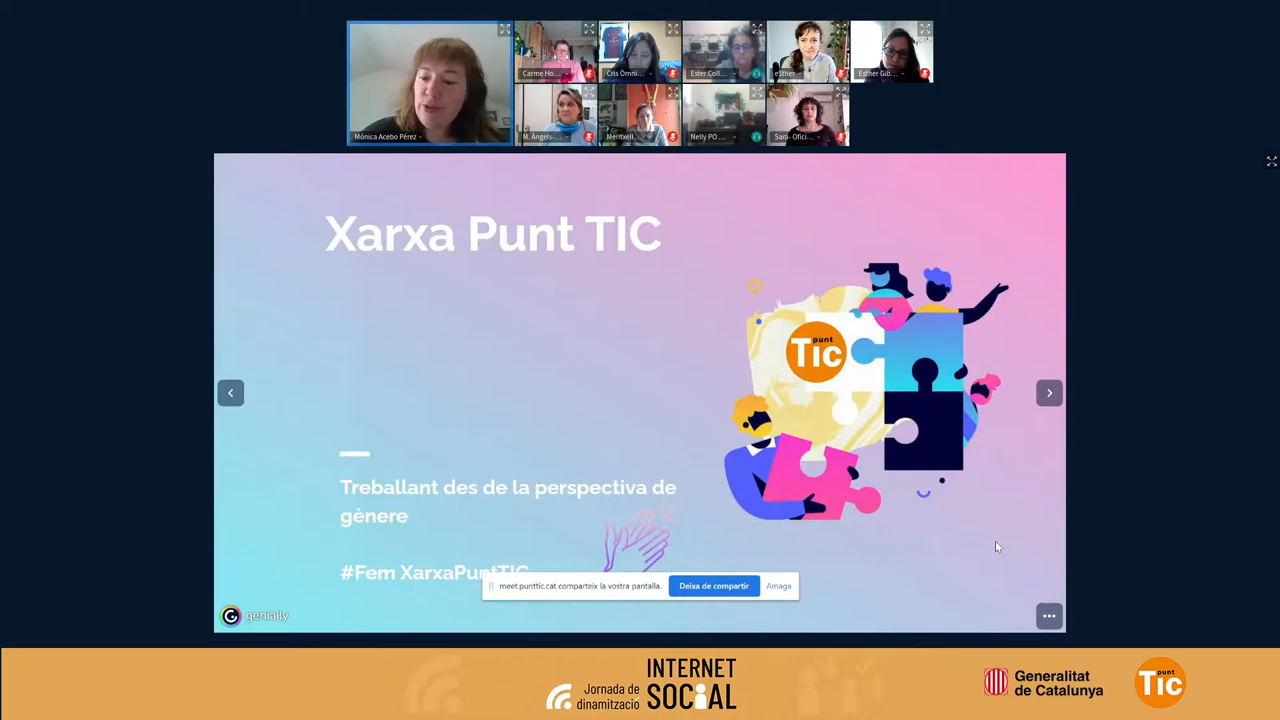 Mònica Acebo Pérez
Carme Ho...
Cris Òmni...
Ester Coll...
eSther
Esther Gib...
M. Àngels-...
Meritxell
Nelly PO ...
Sara- Ofici...
Xarxa Punt TIC
punt
TIC
Treballant des de la perspectiva de
gènere
#Fem XarxaPuntTIC
meet.punttic.cat comparteix la vostra pantalla.
Deixa de compartir
Amaga
genially
Jornada de
dinamització
INTERNET
SOCIAL
Generalitat
de Catalunya
punt
TIC